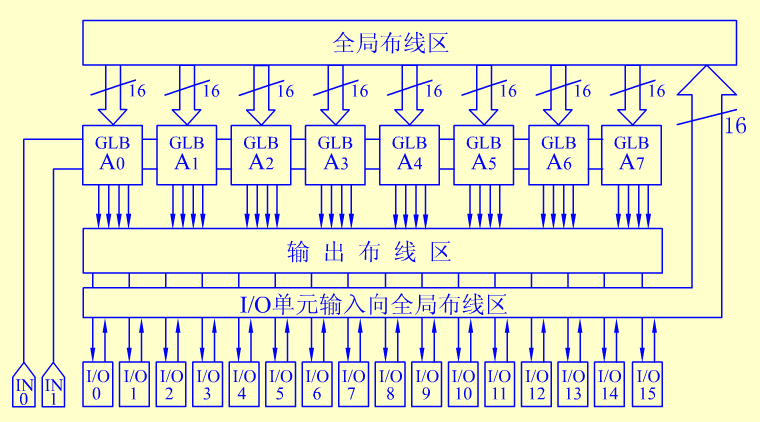 全局布线区
16 16 16 16 16 16 16 16
16
GLB GLB GLB GLB GLB GLB GLB GLB
A0 A1 A2 A3 A4 A5 A6 A7
输出布线区
I/O单元输入向全局布线区
IN I/O I/O I/O I/O I/O I/O I/O I/O I/O I/O I/O I/O I/O I/O I/O I/O
0 1 0 1 2 3 4 5 6 7 8 9 10 11 12 13 14 15